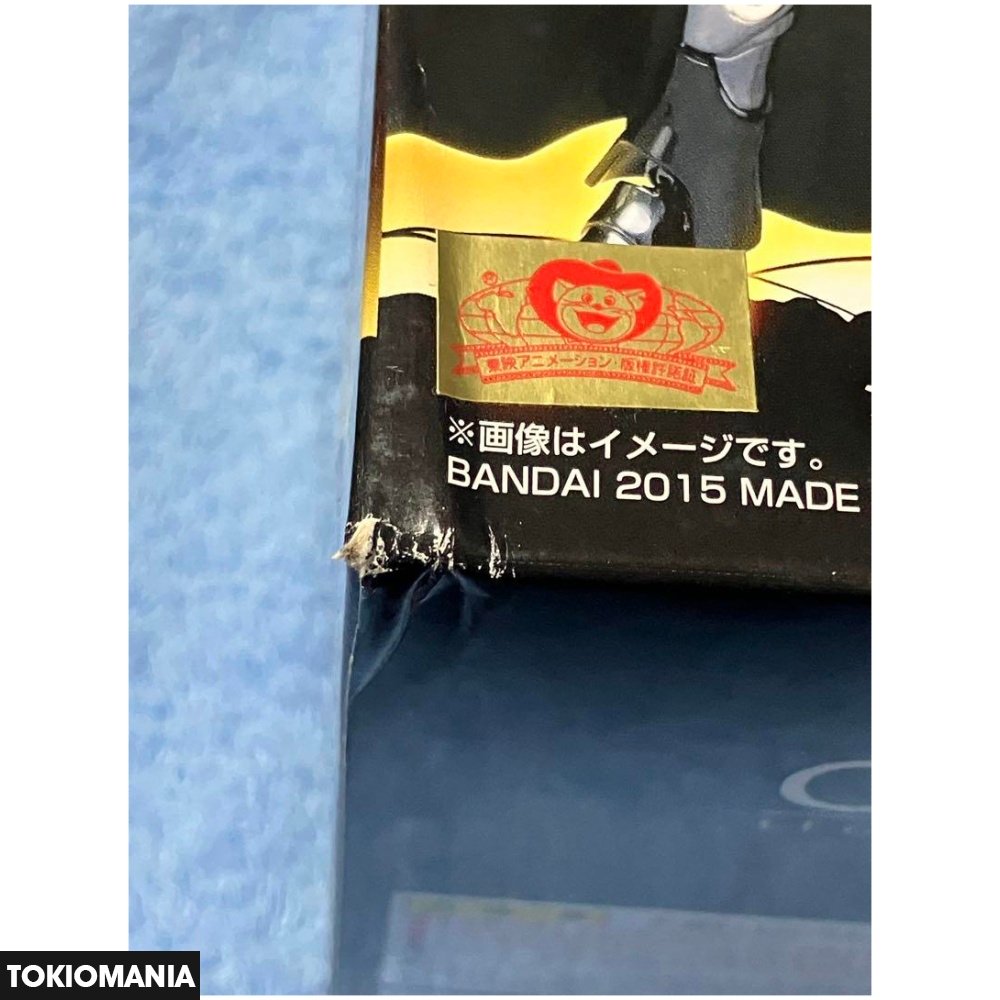 東映アニメーション・版権許諾証
※画像はイメージです。
BANDAI 2015 MADE
TOKIOMANIA